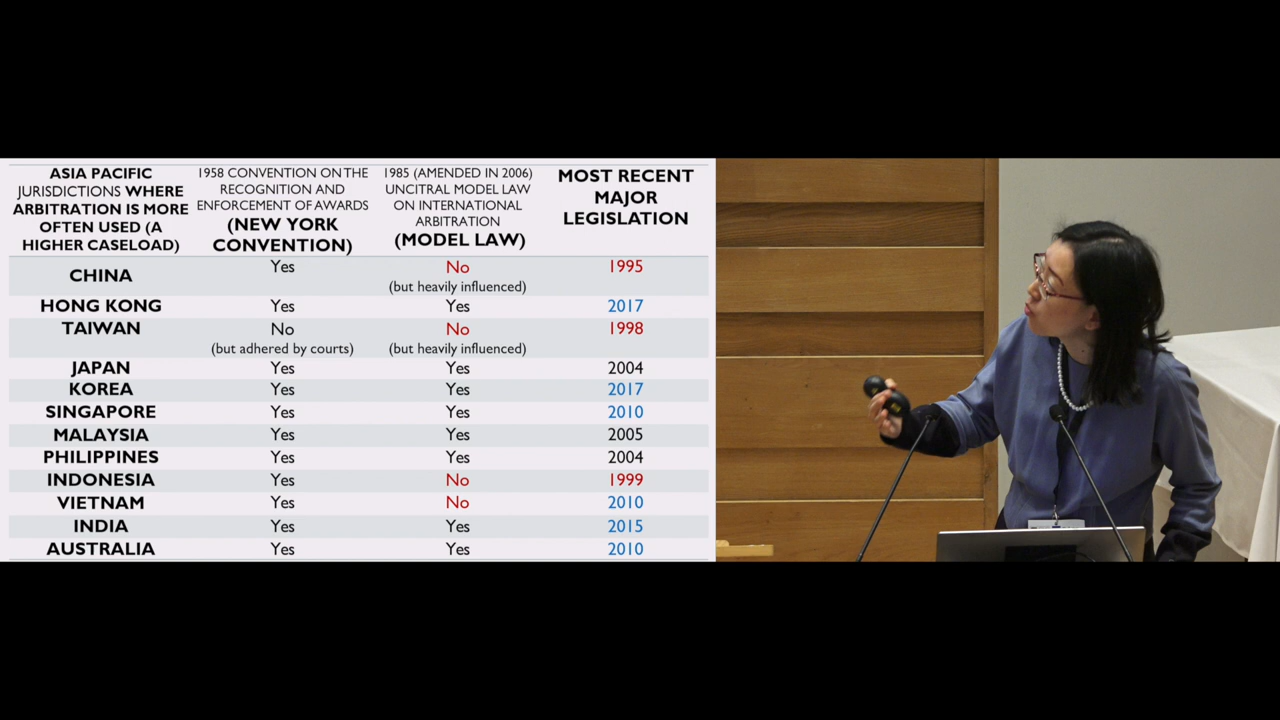 ASIA PACIFIC
JURISDICTIONS WHERE
ARBITRATION IS MORE
OFTEN USED (A
HIGHER CASELOAD)
1958 CONVENTION ON THE
RECOGNITION AND
ENFORCEMENT OF AWARDS
(NEW YORK
CONVENTION)
1985 (AMENDED IN 2006)
UNCITRAL MODEL LAW
ON INTERNATIONAL
ARBITRATION
(MODEL LAW)
MOST RECENT
MAJOR
LEGISLATION
CHINA Yes No 1995
(but heavily influenced)
HONG KONG Yes Yes 2017
TAIWAN No No 1998
(but adhered by courts) (but heavily influenced)
JAPAN Yes Yes 2004
KOREA Yes Yes 2017
SINGAPORE Yes Yes 2010
MALAYSIA Yes Yes 2005
PHILIPPINES Yes Yes 2004
INDONESIA Yes No 1999
VIETNAM Yes No 2010
INDIA Yes Yes 2015
AUSTRALIA Yes Yes 2010